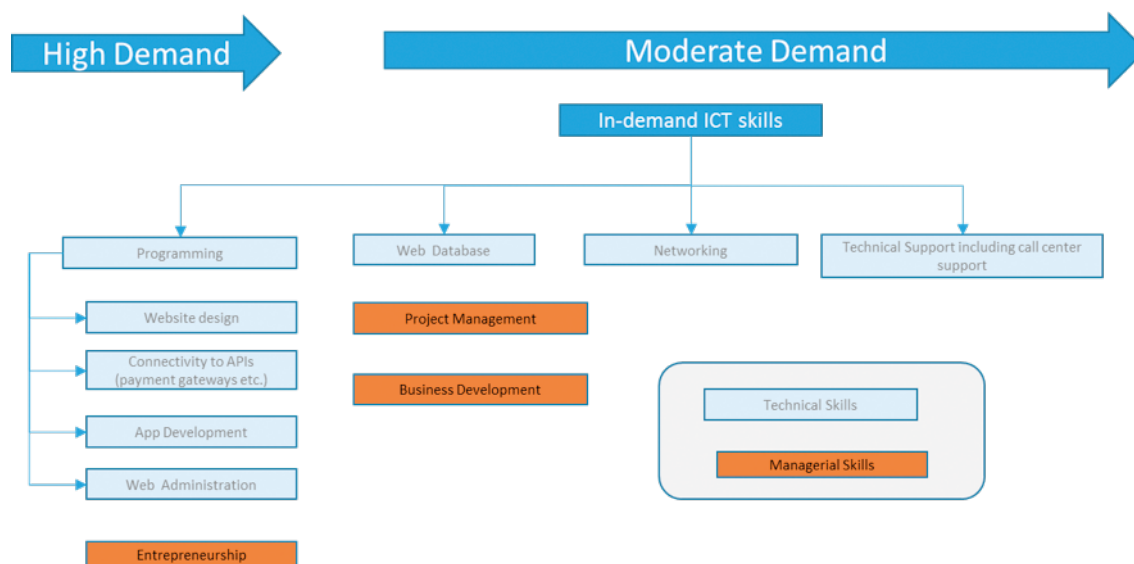 High Demand
Moderate Demand
In-demand ICT skills
Programming
Web Database
Networking
Technical Support including call center
support
Website design
Connectivity to APIs
(payment gateways etc.)
App Development
Web Administration
Entrepreneurship
Project Management
Business Development
Technical Skills
Managerial Skills